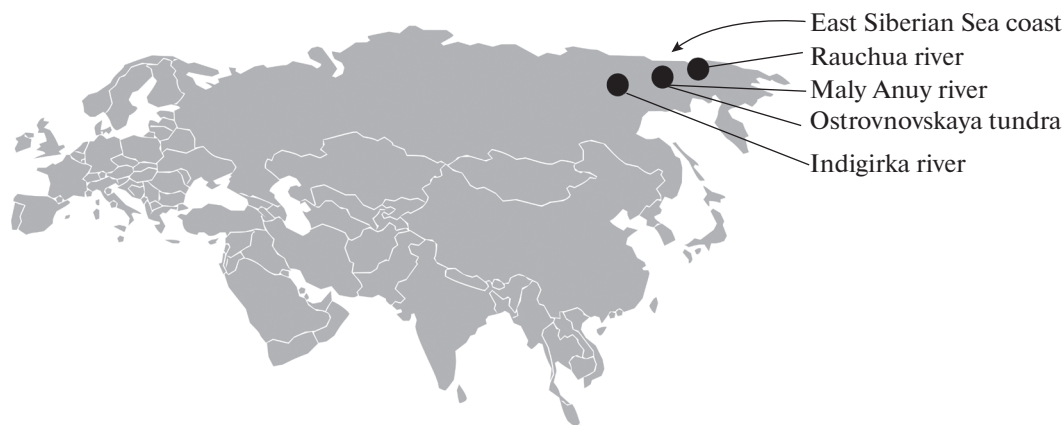 East Siberian Sea coast
Rauchua river
Maly Anuy river
Ostrovnovskaya tundra
Indigirka river